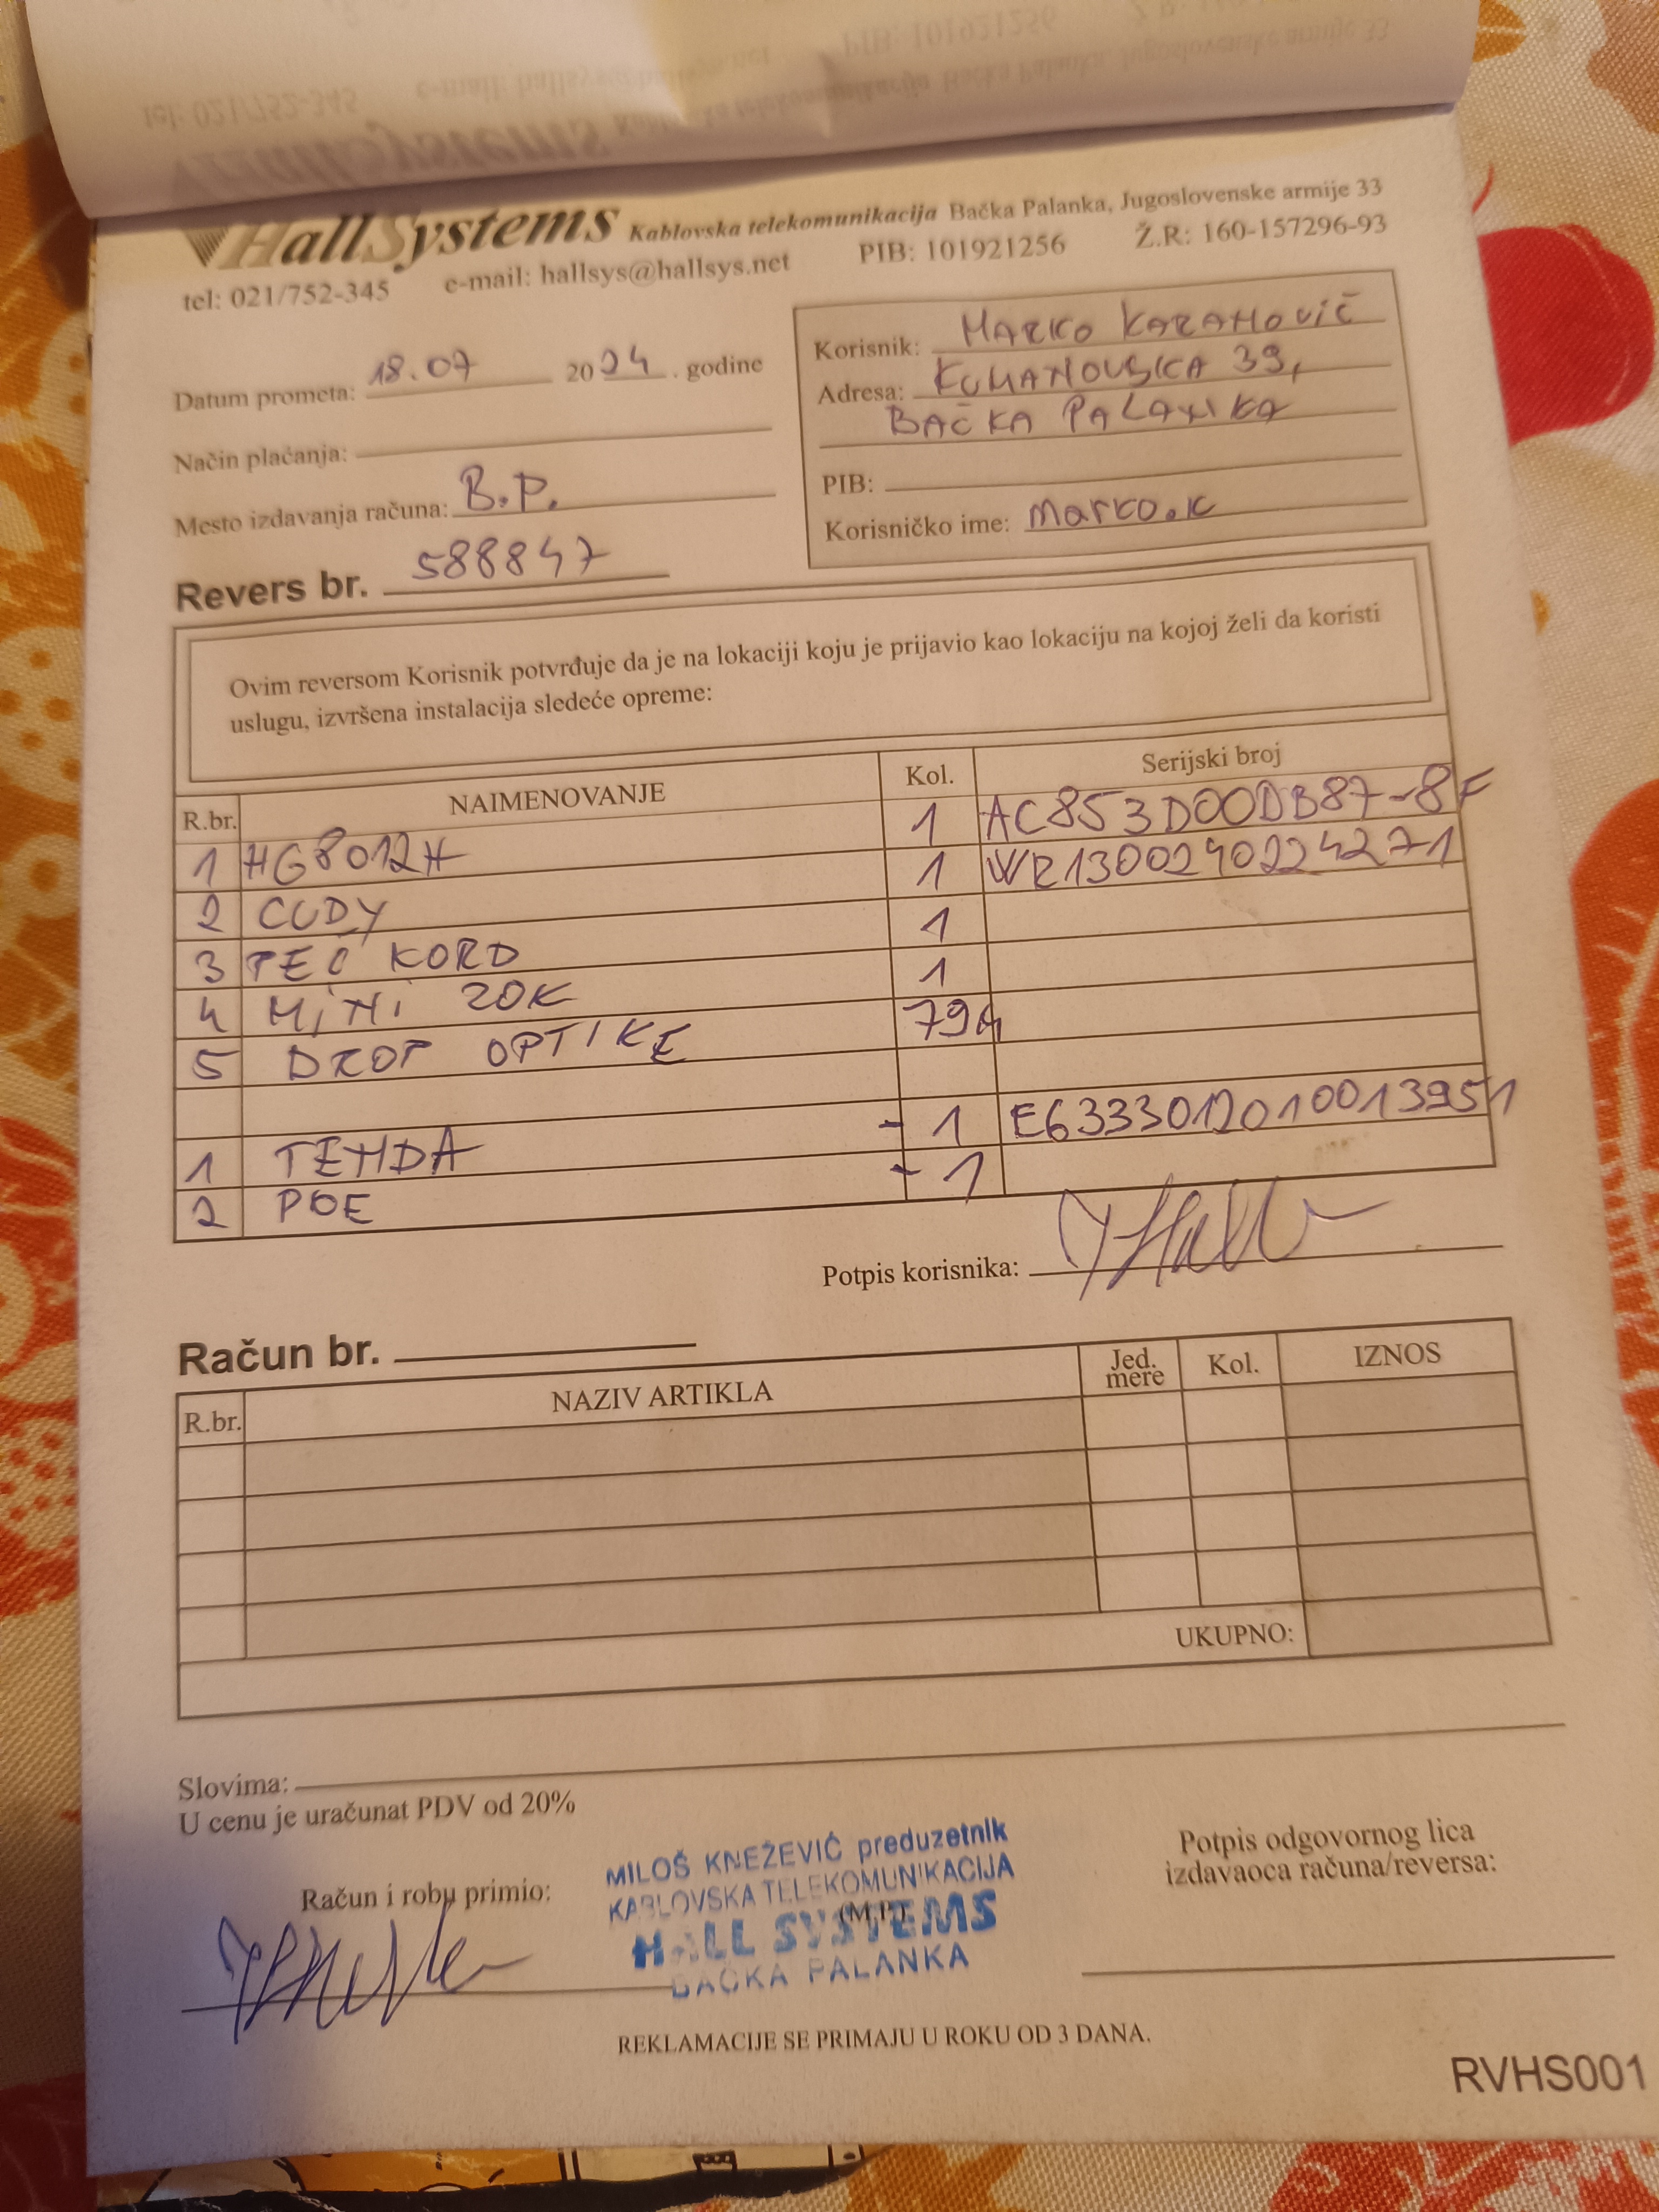 HallSystems Kablovska telekomunikacija Bačka Palanka, Jugoslovenske armije 33
tel: 021/752-345 e-mail: hallsys@hallsys.net PIB: 101921256 Ž.R: 160-157296-93
Datum prometa: 18.07 2024. godine
Način plaćanja:
Mesto izdavanja računa: B.P.
Revers br. 588847
Korisnik: MARKO KARANOVIČ
Adresa: KUMANOVSKA 39,
BAČKA PALANKA
PIB:
Korisničko ime: marko.k
Ovim reversom Korisnik potvrđuje da je na lokaciji koju je prijavio kao lokaciju na kojoj želi da koristi
uslugu, izvršena instalacija sledeće opreme:
R.br. NAIMENOVANJE Kol. Serijski broj
1 HG8012H 1 AC853D00DB87-8F
2 CUDY 1 WR1300240224271
3 PEČ KORD 1
4 MiNi ZOK 1
5 DROP OPTIKE 79m
1 TENDA -1 E6333012010013951
2 POE -1
Potpis korisnika:
Račun br.
R.br. NAZIV ARTIKLA Jed. mere Kol. IZNOS
UKUPNO:
Slovima:
U cenu je uračunat PDV od 20%
Račun i robu primio:
MILOŠ KNEŽEVIĆ preduzetnik
KABLOVSKA TELEKOMUNIKACIJA
(M.P.)
HALL SYSTEMS
BAČKA PALANKA
Potpis odgovornog lica
izdavaoca računa/reversa:
REKLAMACIJE SE PRIMAJU U ROKU OD 3 DANA.
RVHS001